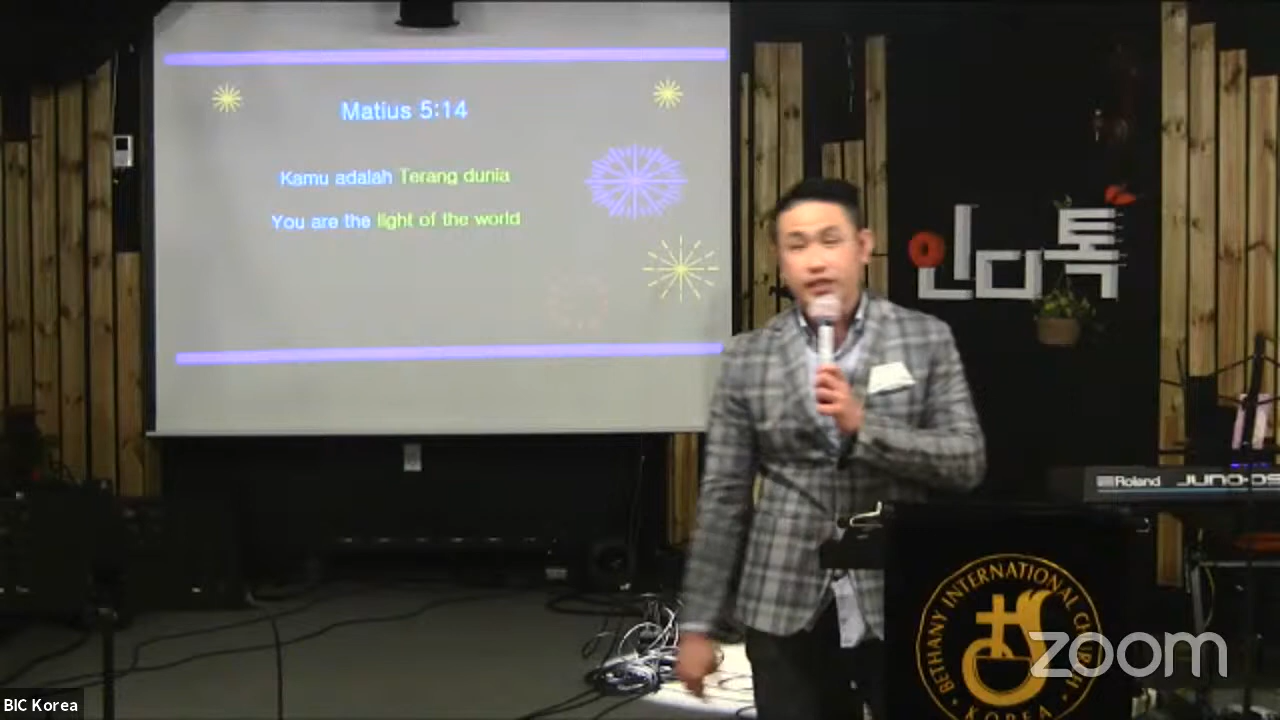 Matius 5:14
Kamu adalah Terang dunia
You are the light of the world
인디톡
Roland JUNO-DS
BETHANY INTERNATIONAL CHURCH
KOREA
zoom
BIC Korea